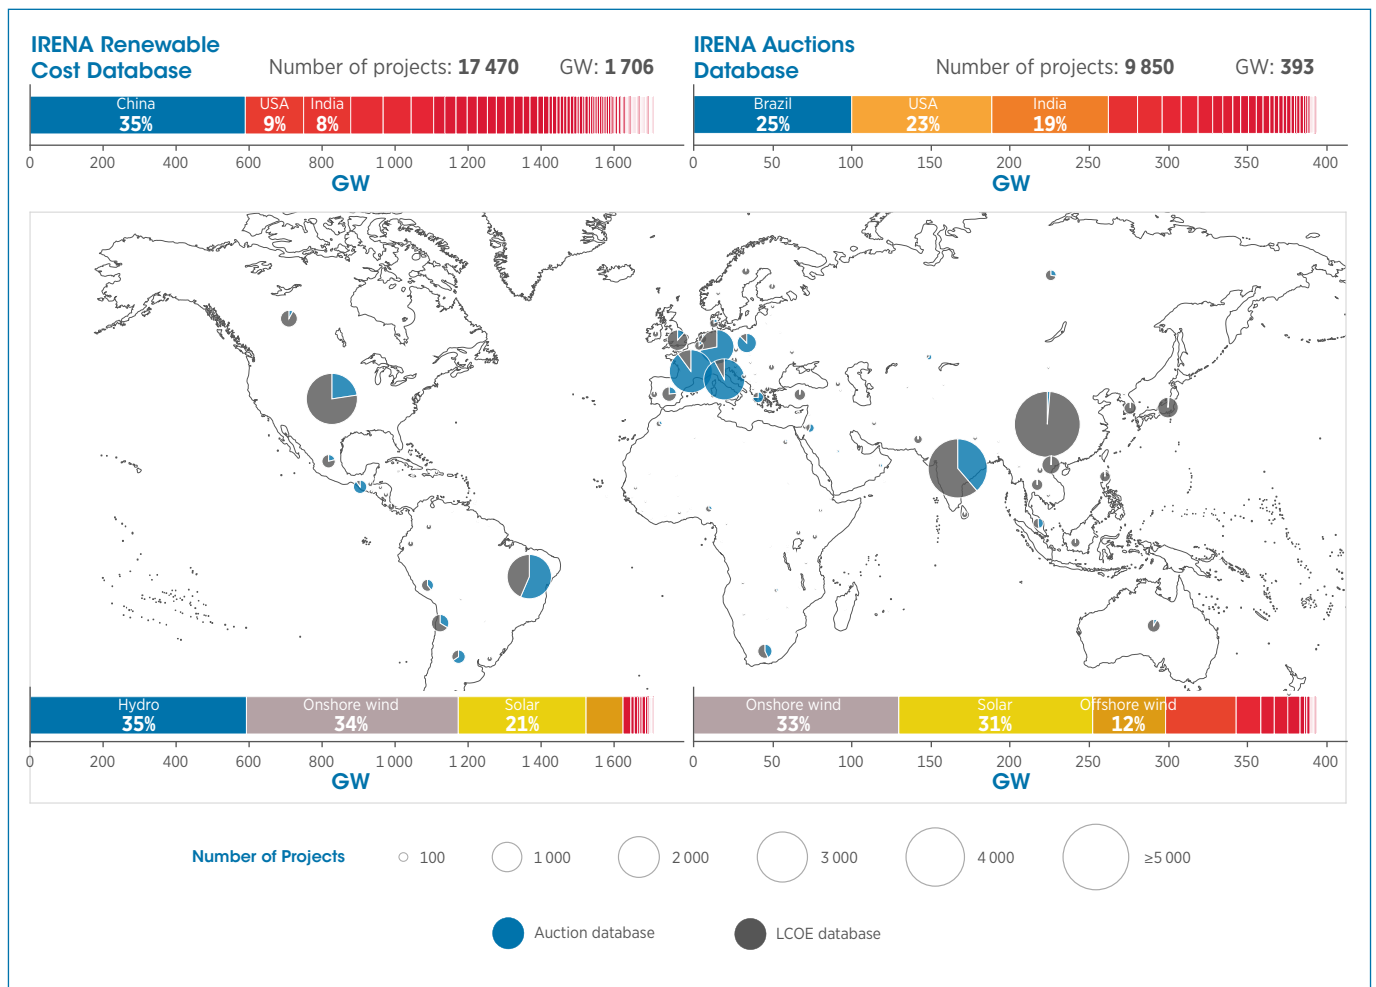 IRENA Renewable
Cost Database
Number of projects: 17 470
GW: 1 706
China
35%
USA
9%
India
8%
0 200 400 600 800 1 000 1 200 1 400 1 600
GW
IRENA Auctions
Database
Number of projects: 9 850
GW: 393
Brazil
25%
USA
23%
India
19%
0 50 100 150 200 250 300 350 400
GW
Hydro
35%
Onshore wind
34%
Solar
21%
0 200 400 600 800 1 000 1 200 1 400 1 600
GW
Onshore wind
33%
Solar
31%
Offshore wind
12%
0 50 100 150 200 250 300 350 400
GW
Number of Projects 100 1 000 2 000 3 000 4 000 ≥5 000
Auction database LCOE database